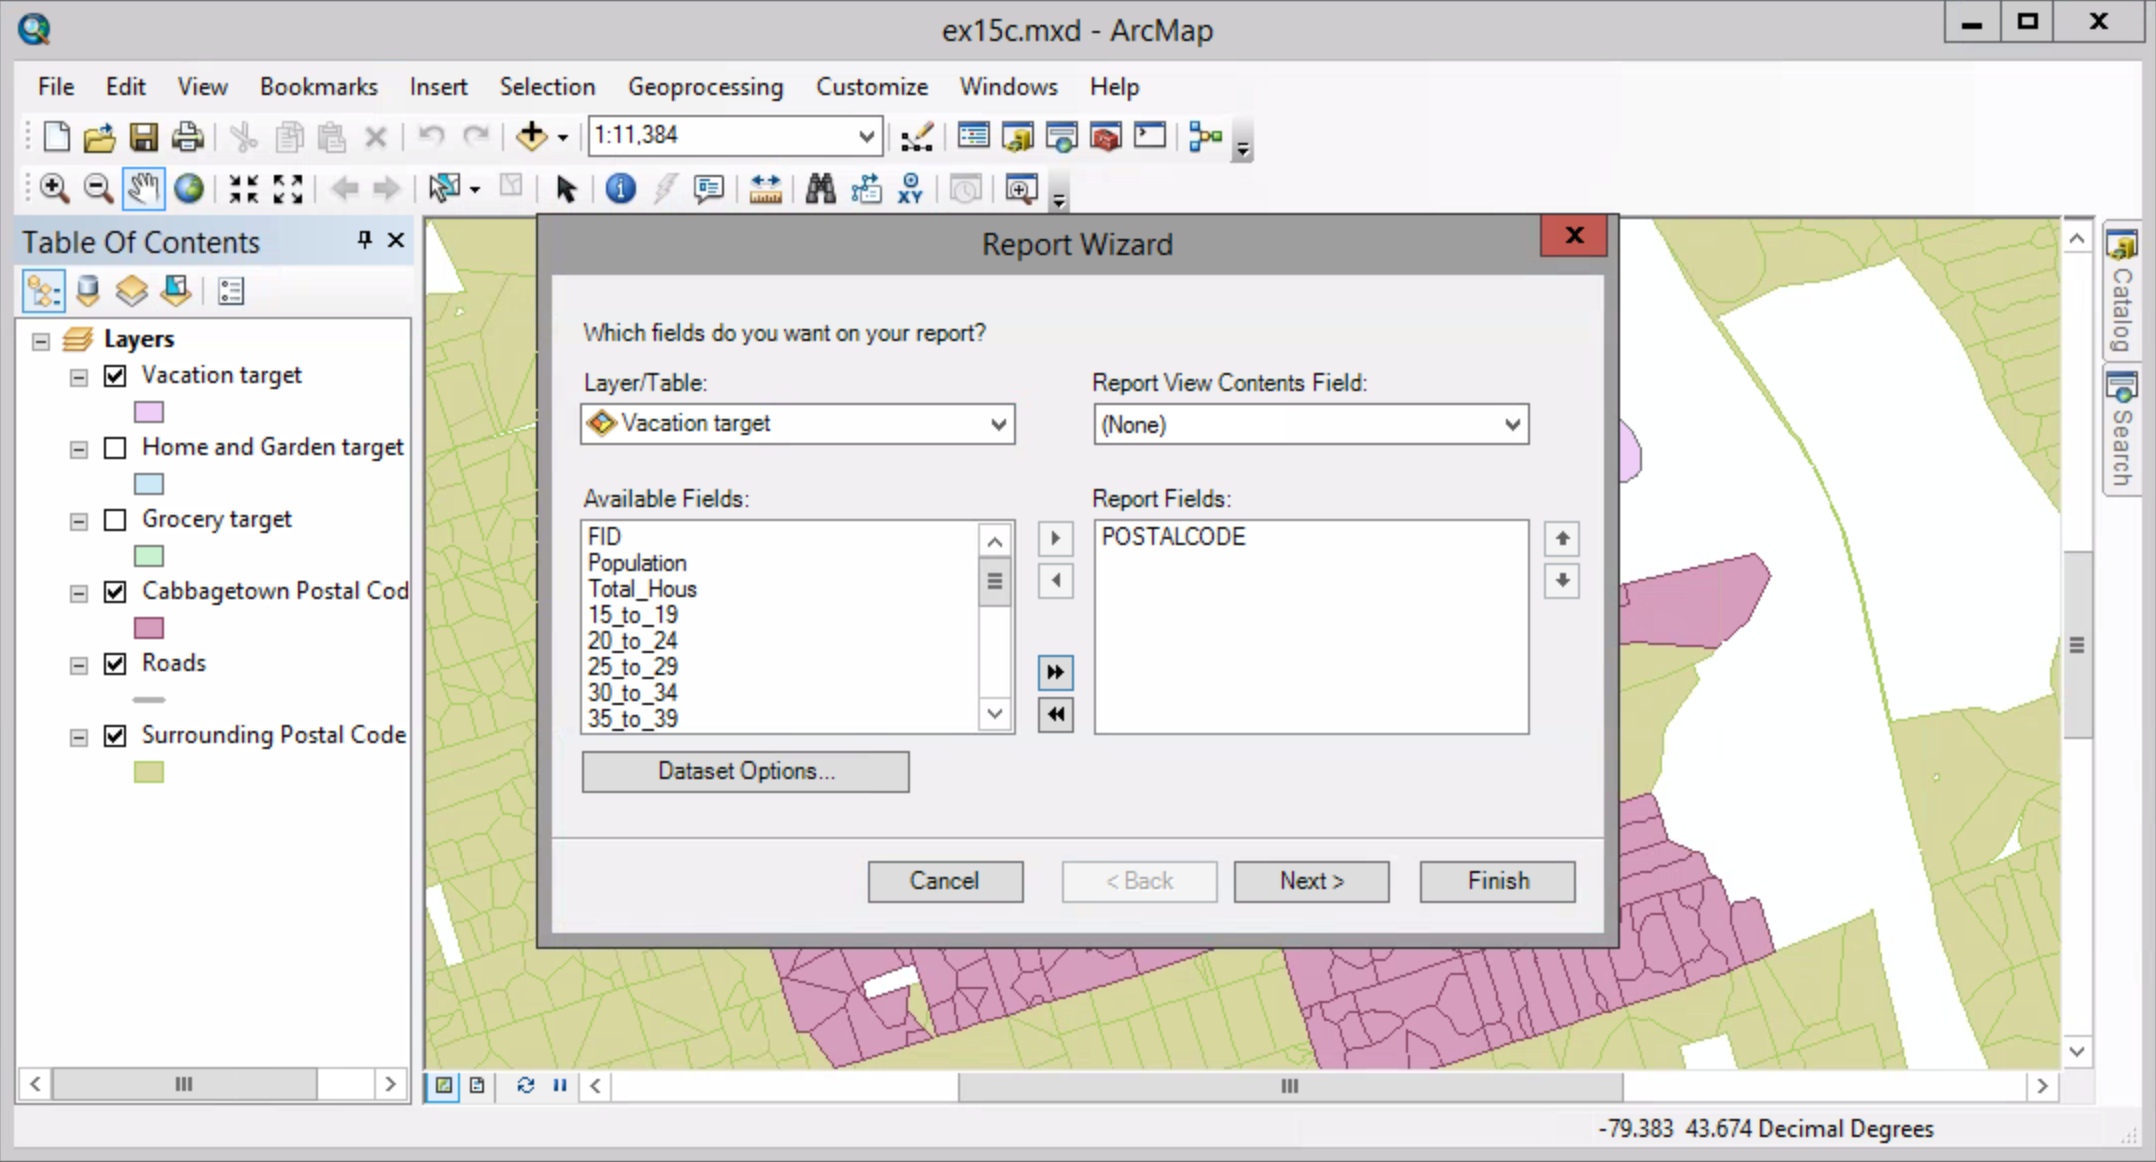 ex15c.mxd - ArcMap
File Edit View Bookmarks Insert Selection Geoprocessing Customize Windows Help
1:11,384
XY
Table Of Contents
Layers
Vacation target
Home and Garden target
Grocery target
Cabbagetown Postal Cod
Roads
Surrounding Postal Code
Report Wizard
Which fields do you want on your report?
Layer/Table:
Vacation target
Report View Contents Field:
(None)
Available Fields:
FID
Population
Total_Hous
15_to_19
20_to_24
25_to_29
30_to_34
35_to_39
Report Fields:
POSTALCODE
Dataset Options...
Cancel
< Back
Next >
Finish
Catalog
Search
-79.383 43.674 Decimal Degrees